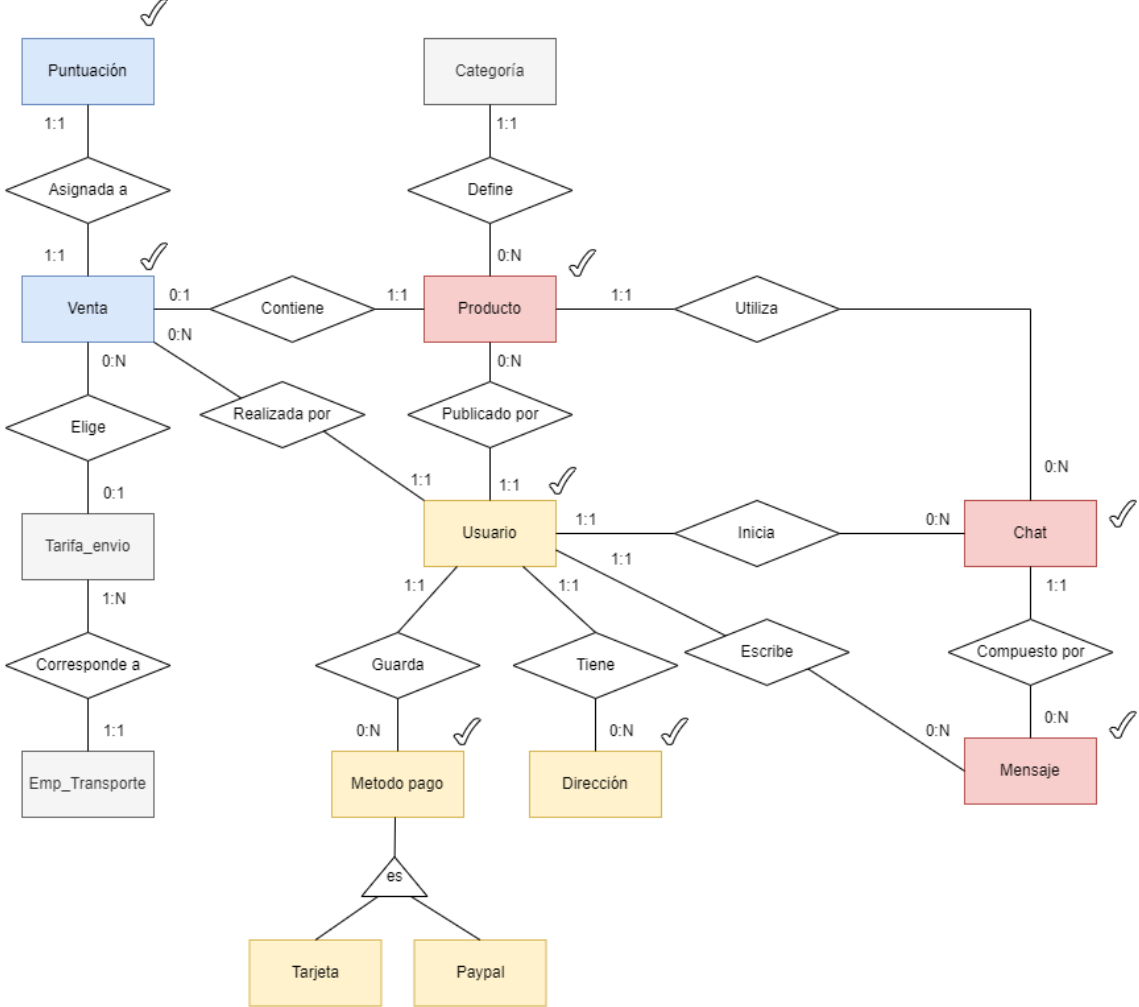 Puntuación
Categoría
1:1
1:1
Asignada a
Define
1:1
0:N
Venta
0:1
Contiene
1:1
Producto
1:1
Utiliza
0:N
0:N
0:N
Elige
Realizada por
Publicado por
0:1
1:1
1:1
0:N
Tarifa_envio
Usuario
1:1
Inicia
0:N
Chat
1:1
1:N
1:1
1:1
1:1
Corresponde a
Guarda
Tiene
Escribe
Compuesto por
1:1
0:N
0:N
0:N
0:N
Emp_Transporte
Metodo pago
Dirección
Mensaje
es
Tarjeta
Paypal